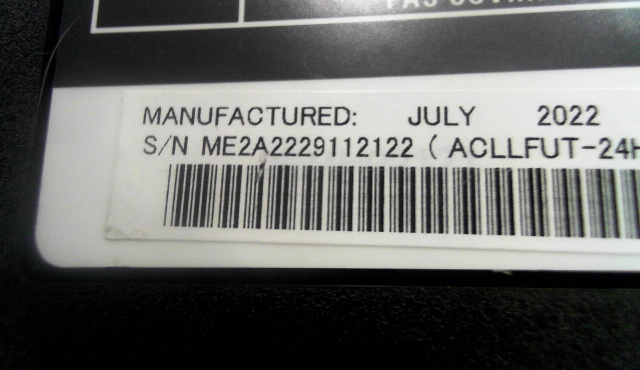 MANUFACTURED: JULY 2022
S/N ME2A2229112122 ( ACLLFUT-24H